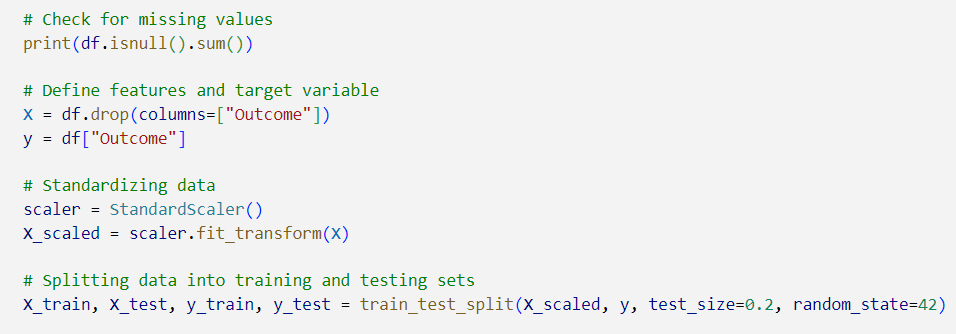 # Check for missing values
print(df.isnull().sum())
# Define features and target variable
X = df.drop(columns=["Outcome"])
y = df["Outcome"]
# Standardizing data
scaler = StandardScaler()
X_scaled = scaler.fit_transform(X)
# Splitting data into training and testing sets
X_train, X_test, y_train, y_test = train_test_split(X_scaled, y, test_size=0.2, random_state=42)